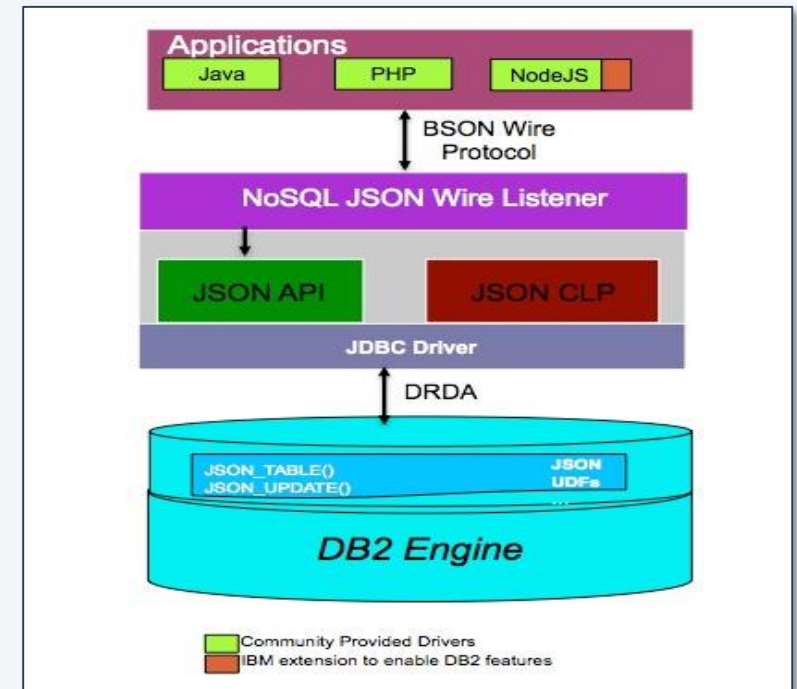 Applications
Java PHP NodeJS
BSON Wire
Protocol
NoSQL JSON Wire Listener
JSON API JSON CLP
JDBC Driver
DRDA
JSON_TABLE() JSON
JSON_UPDATE() UDFs
...
DB2 Engine
Community Provided Drivers
IBM extension to enable DB2 features